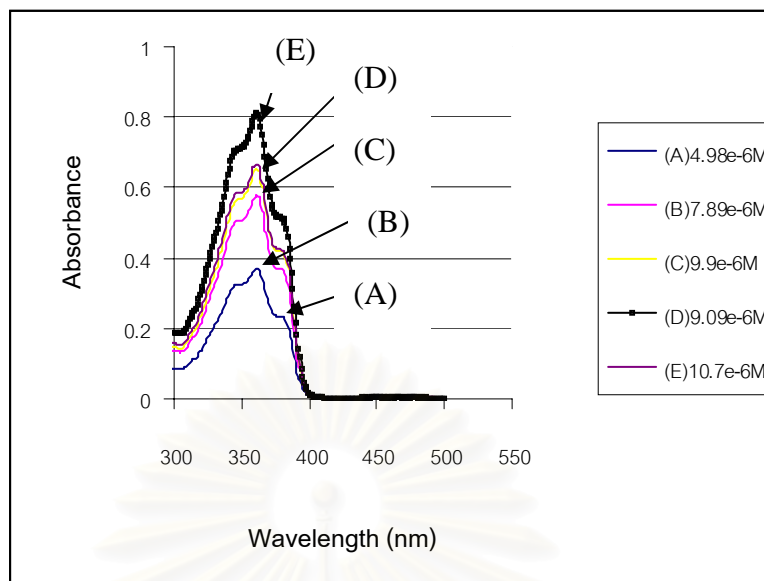 1
0.8
0.6
0.4
0.2
0
Absorbance
300
350
400
450
500
550
Wavelength (nm)
(E)
(D)
(C)
(B)
(A)
(A)4.98e-6M
(B)7.89e-6M
(C)9.9e-6M
(D)9.09e-6M
(E)10.7e-6M